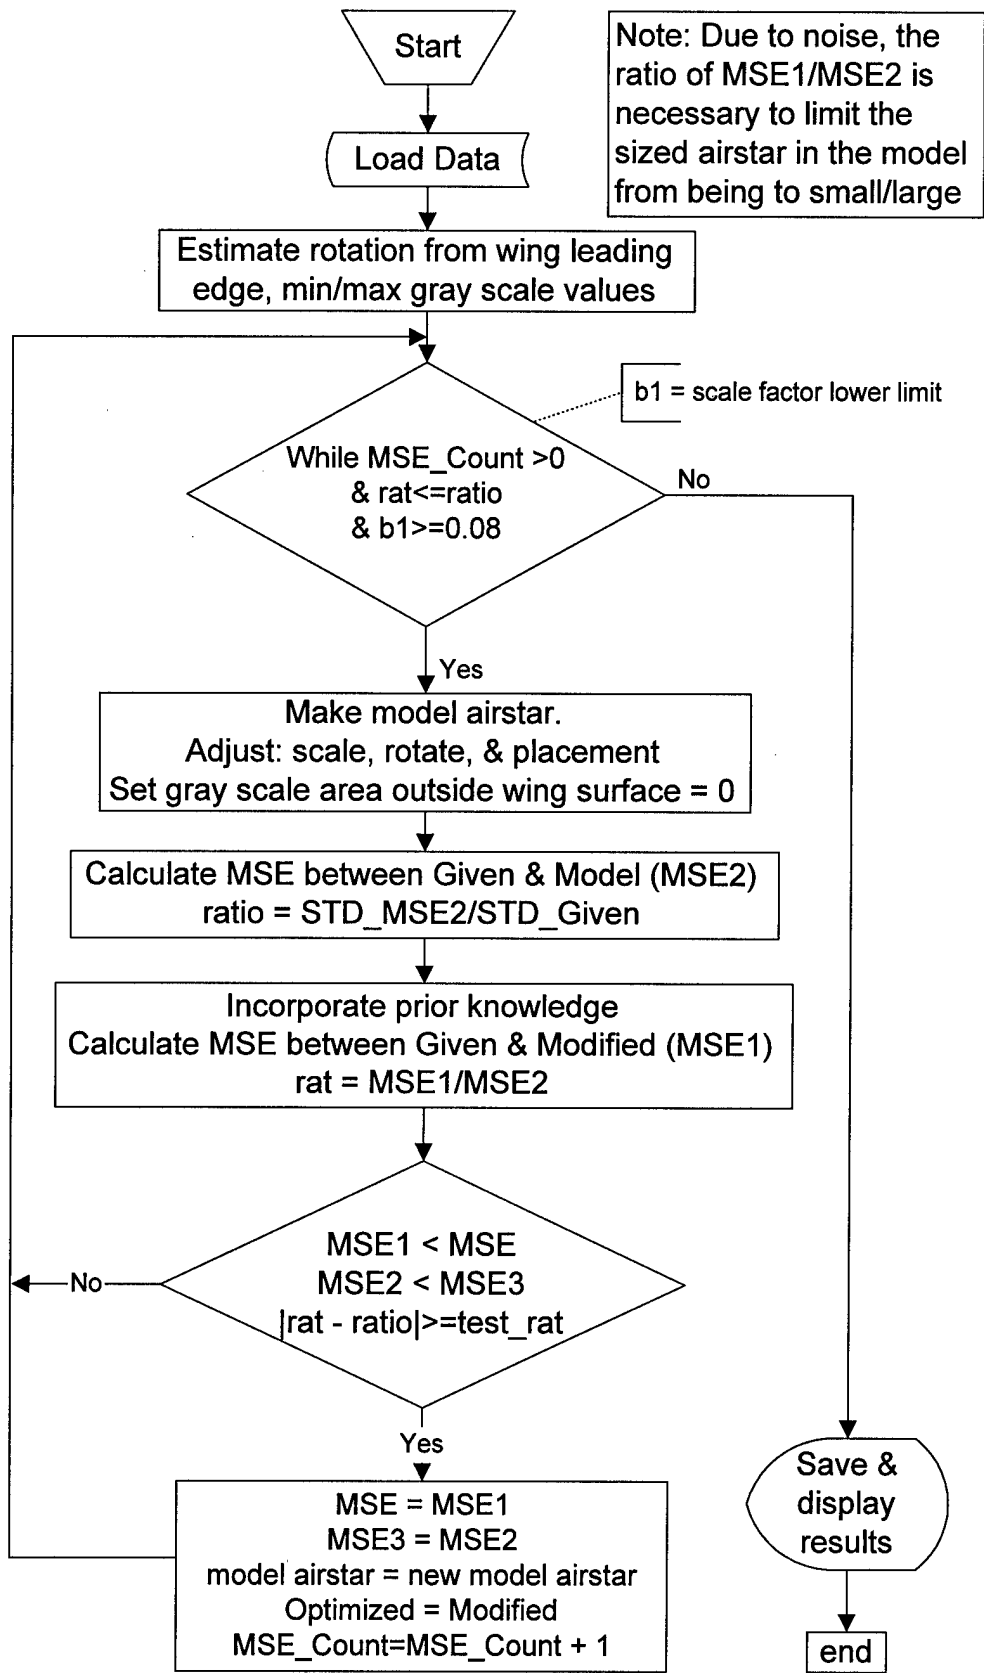 Start
Note: Due to noise, the
ratio of MSE1/MSE2 is
necessary to limit the
sized airstar in the model
from being to small/large
Load Data
Estimate rotation from wing leading
edge, min/max gray scale values
b1 = scale factor lower limit
While MSE_Count >0
& rat<=ratio
& b1>=0.08
No
Yes
Make model airstar.
Adjust: scale, rotate, & placement
Set gray scale area outside wing surface = 0
Calculate MSE between Given & Model (MSE2)
ratio = STD_MSE2/STD_Given
Incorporate prior knowledge
Calculate MSE between Given & Modified (MSE1)
rat = MSE1/MSE2
MSE1 < MSE
MSE2 < MSE3
|rat - ratio|>=test_rat
No
Yes
MSE = MSE1
MSE3 = MSE2
model airstar = new model airstar
Optimized = Modified
MSE_Count=MSE_Count + 1
Save &
display
results
end